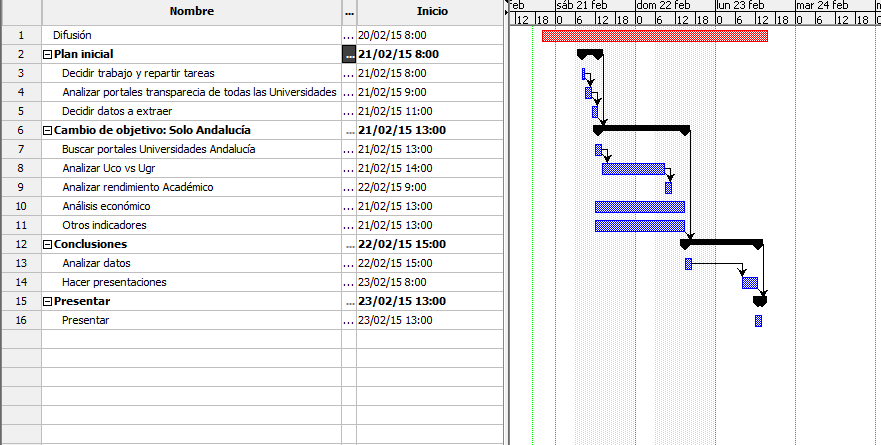 Nombre ... Inicio
feb sáb 21 feb dom 22 feb lun 23 feb mar 24 feb
12 18 0 6 12 18 0 6 12 18 0 6 12 18 0 6 12 18
1 Difusión 20/02/15 8:00
2 Plan inicial ... 21/02/15 8:00
3 Decidir trabajo y repartir tareas ... 21/02/15 8:00
4 Analizar portales transparecia de todas las Universidades ... 21/02/15 9:00
5 Decidir datos a extraer ... 21/02/15 11:00
6 Cambio de objetivo: Solo Andalucía ... 21/02/15 13:00
7 Buscar portales Universidades Andalucía ... 21/02/15 13:00
8 Analizar Uco vs Ugr ... 21/02/15 14:00
9 Analizar rendimiento Académico ... 22/02/15 9:00
10 Análisis económico ... 21/02/15 13:00
11 Otros indicadores ... 21/02/15 13:00
12 Conclusiones ... 22/02/15 15:00
13 Analizar datos ... 22/02/15 15:00
14 Hacer presentaciones ... 23/02/15 8:00
15 Presentar ... 23/02/15 13:00
16 Presentar ... 23/02/15 13:00